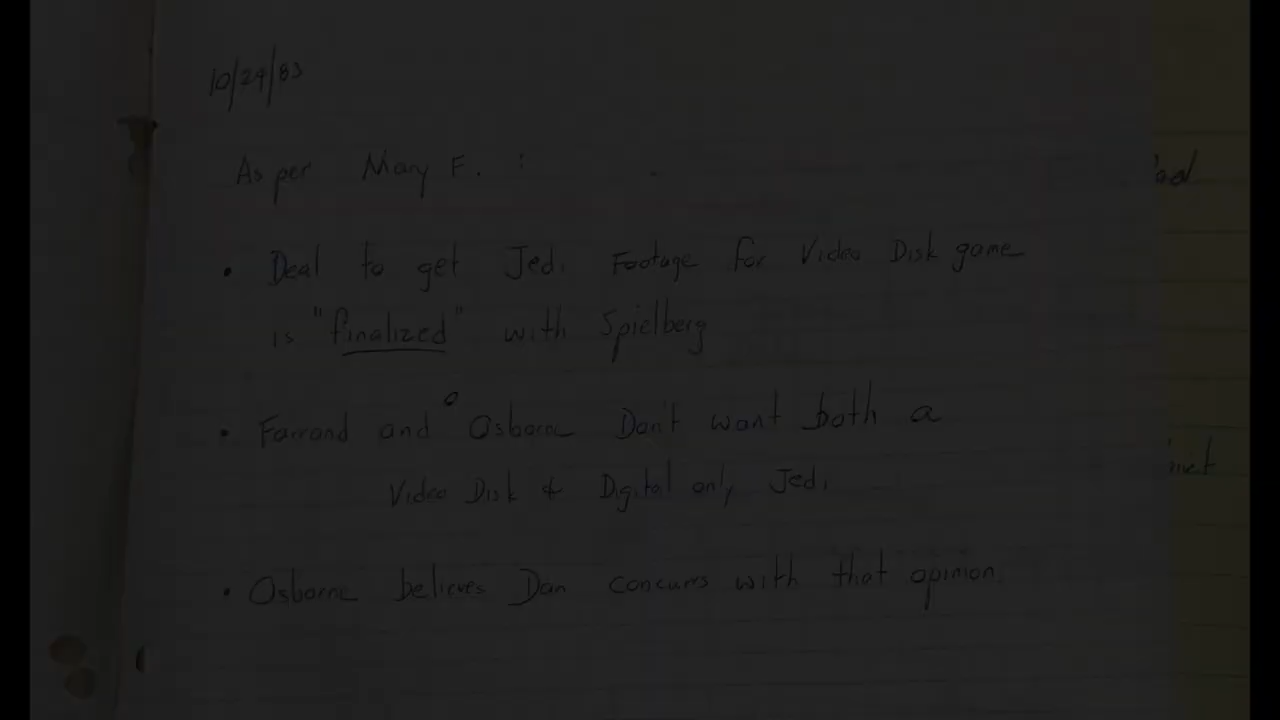 10/24/83
As per Mary F. :
• Deal to get Jedi Footage for Video Disk game
is "finalized" with Spielberg
• Farrand and Osborne Don't want both a
Video Disk & Digital only Jedi
• Osborne believes Dan concurs with that opinion.